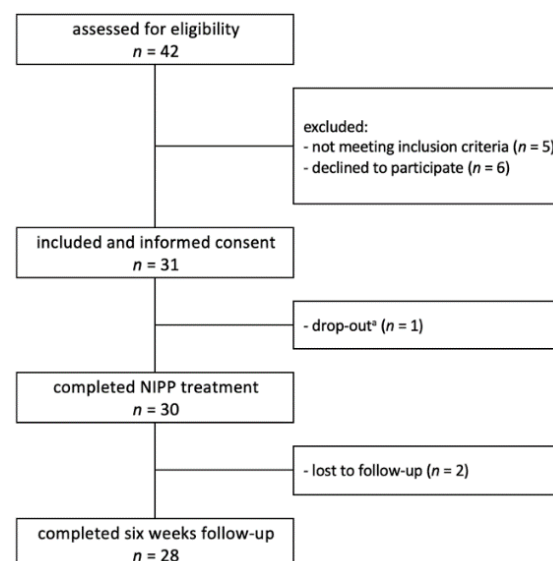 assessed for eligibility
n = 42
excluded:
- not meeting inclusion criteria (n = 5)
- declined to participate (n = 6)
included and informed consent
n = 31
- drop-outᵃ (n = 1)
completed NIPP treatment
n = 30
- lost to follow-up (n = 2)
completed six weeks follow-up
n = 28